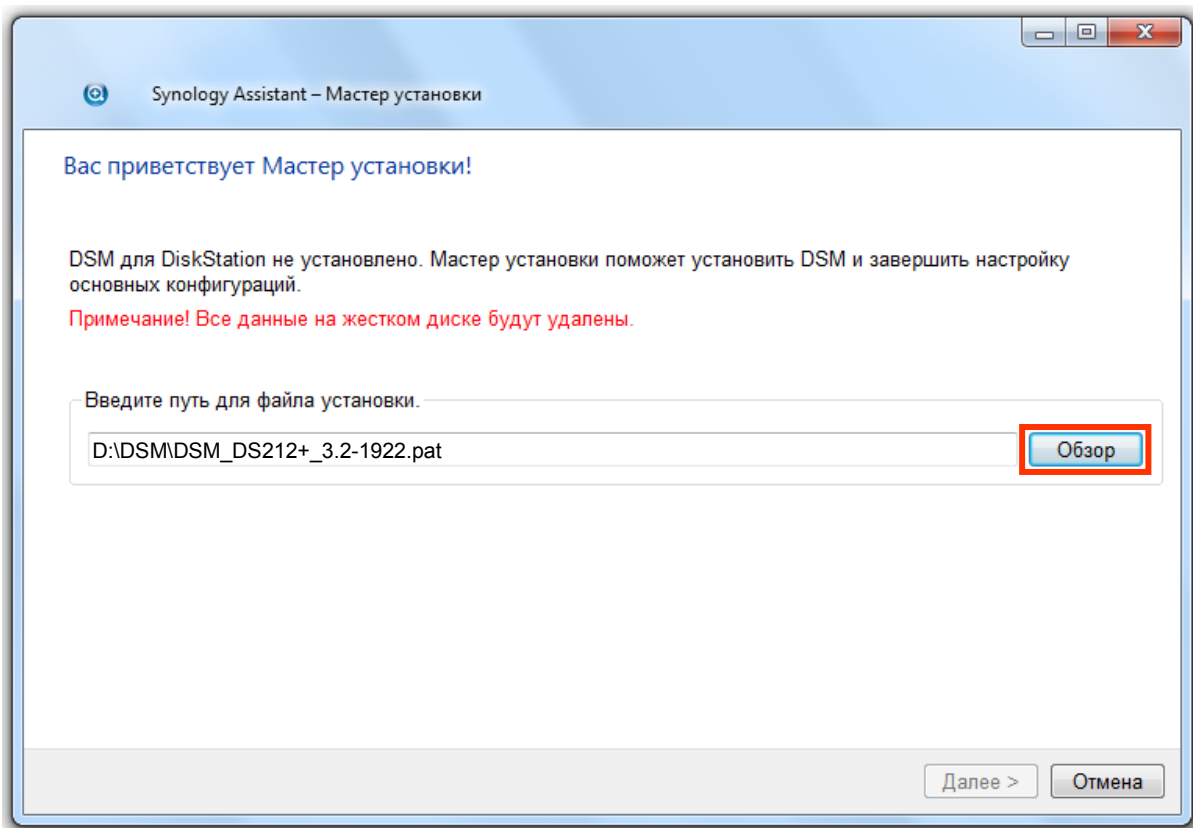 Synology Assistant – Мастер установки
Вас приветствует Мастер установки!
DSM для DiskStation не установлено. Мастер установки поможет установить DSM и завершить настройку
основных конфигураций.
Примечание! Все данные на жестком диске будут удалены.
Введите путь для файла установки.
D:\DSM\DSM_DS212+_3.2-1922.pat
Обзор
Далее >
Отмена